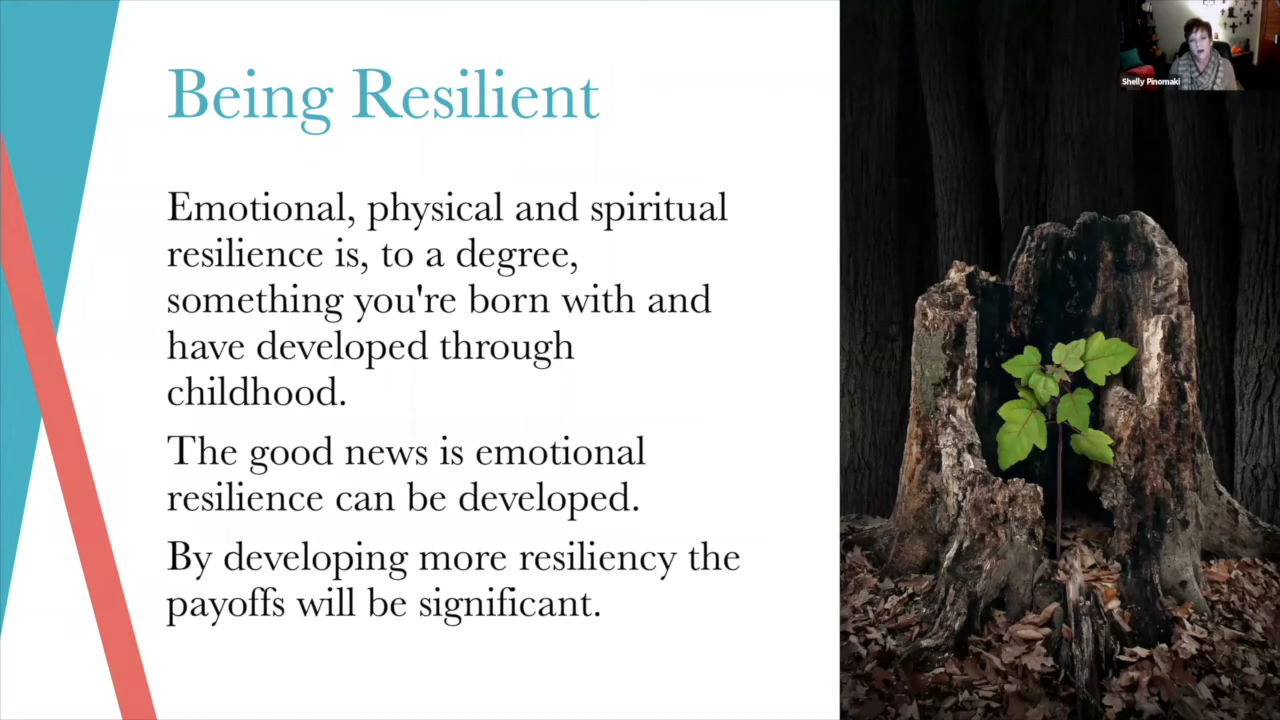 Being Resilient
Shelly Pinomaki
Emotional, physical and spiritual
resilience is, to a degree,
something you're born with and
have developed through
childhood.
The good news is emotional
resilience can be developed.
By developing more resiliency the
payoffs will be significant.